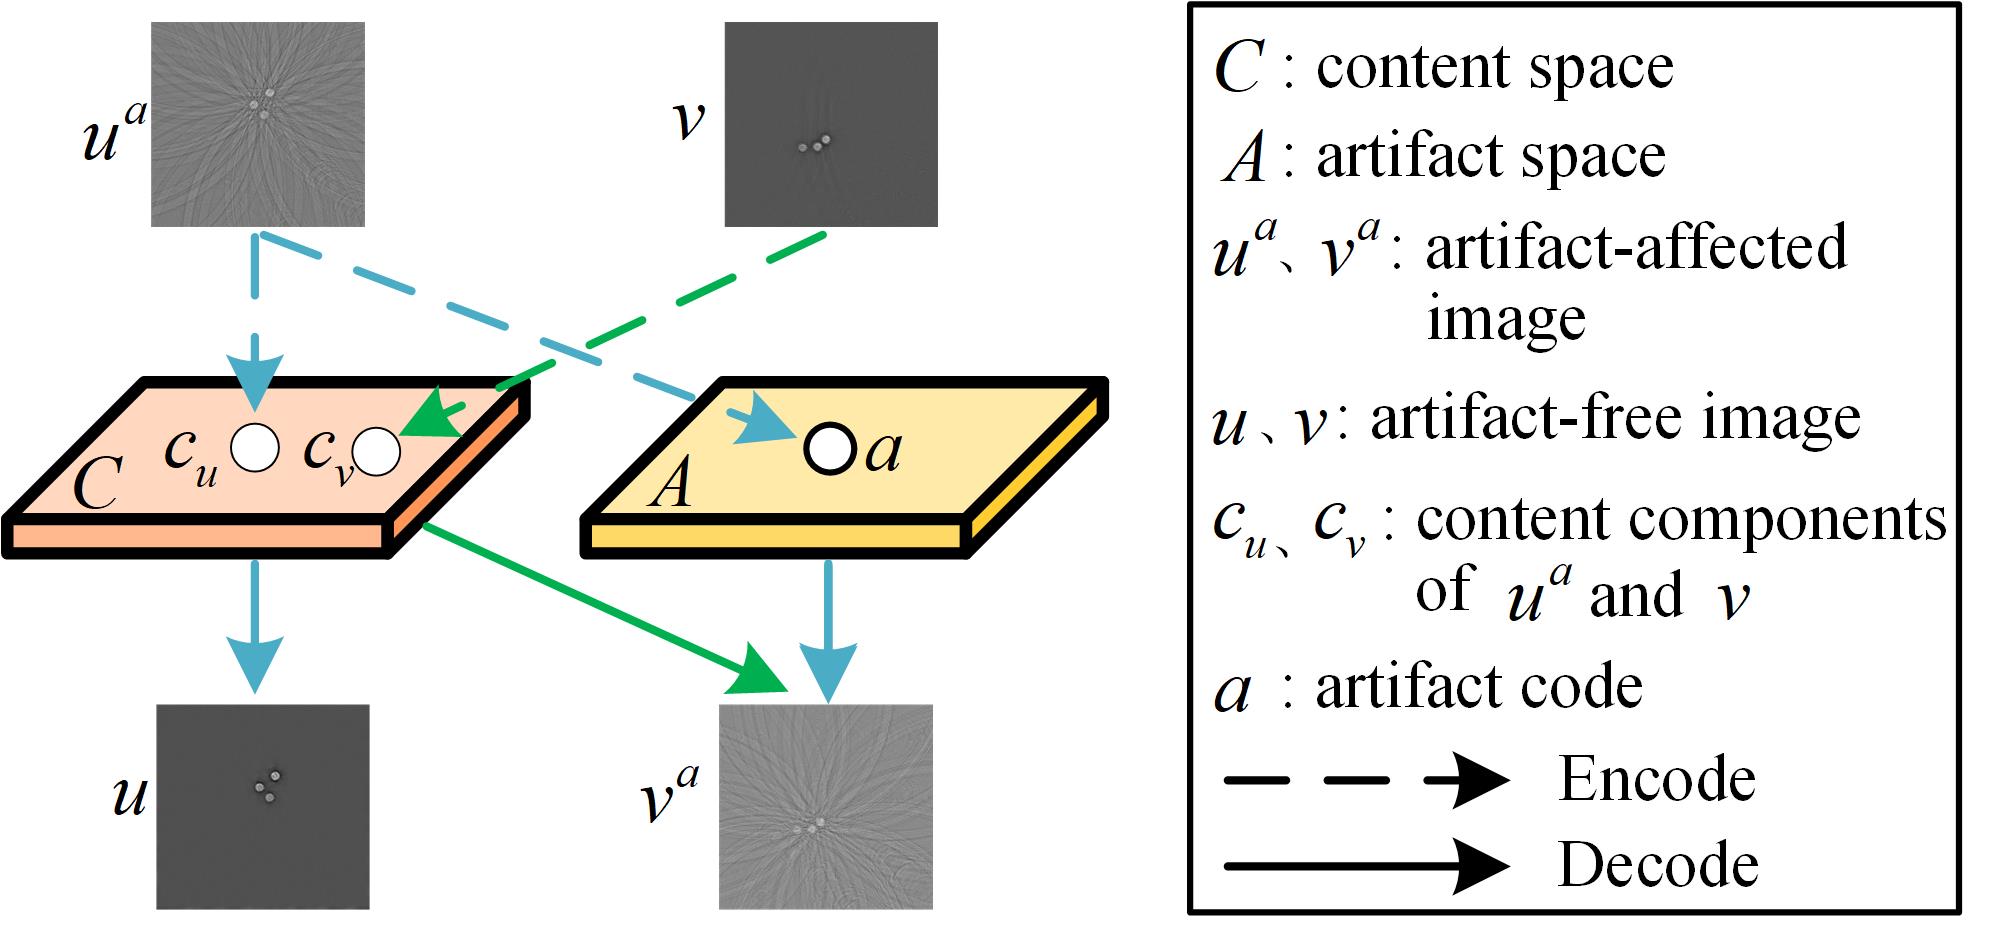 u^a
v
c_u
c_v
C
a
A
u
v^a
C : content space
A : artifact space
u^a、v^a : artifact-affected
image
u、v : artifact-free image
c_u、c_v : content components
of u^a and v
a : artifact code
Encode
Decode